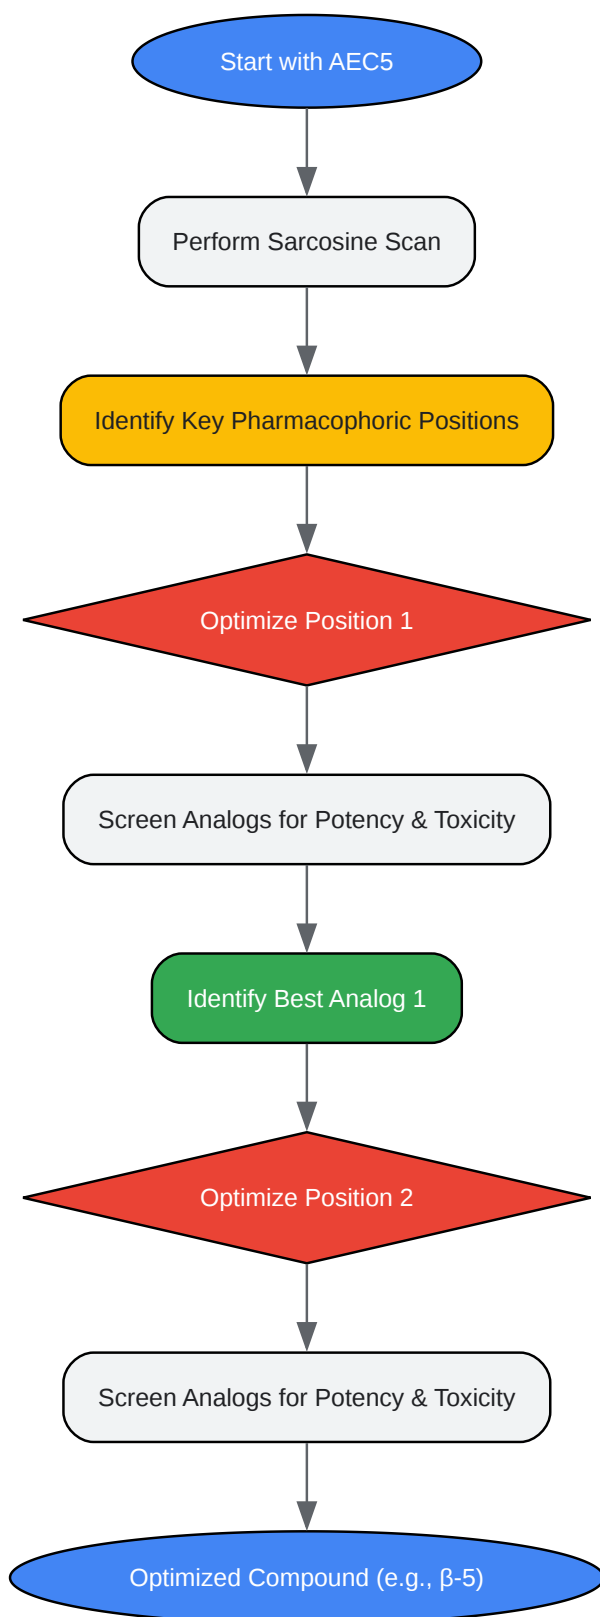 Start with AEC5
Perform Sarcosine Scan
Identify Key Pharmacophoric Positions
Optimize Position 1
Screen Analogs for Potency & Toxicity
Identify Best Analog 1
Optimize Position 2
Screen Analogs for Potency & Toxicity
Optimized Compound (e.g., β-5)